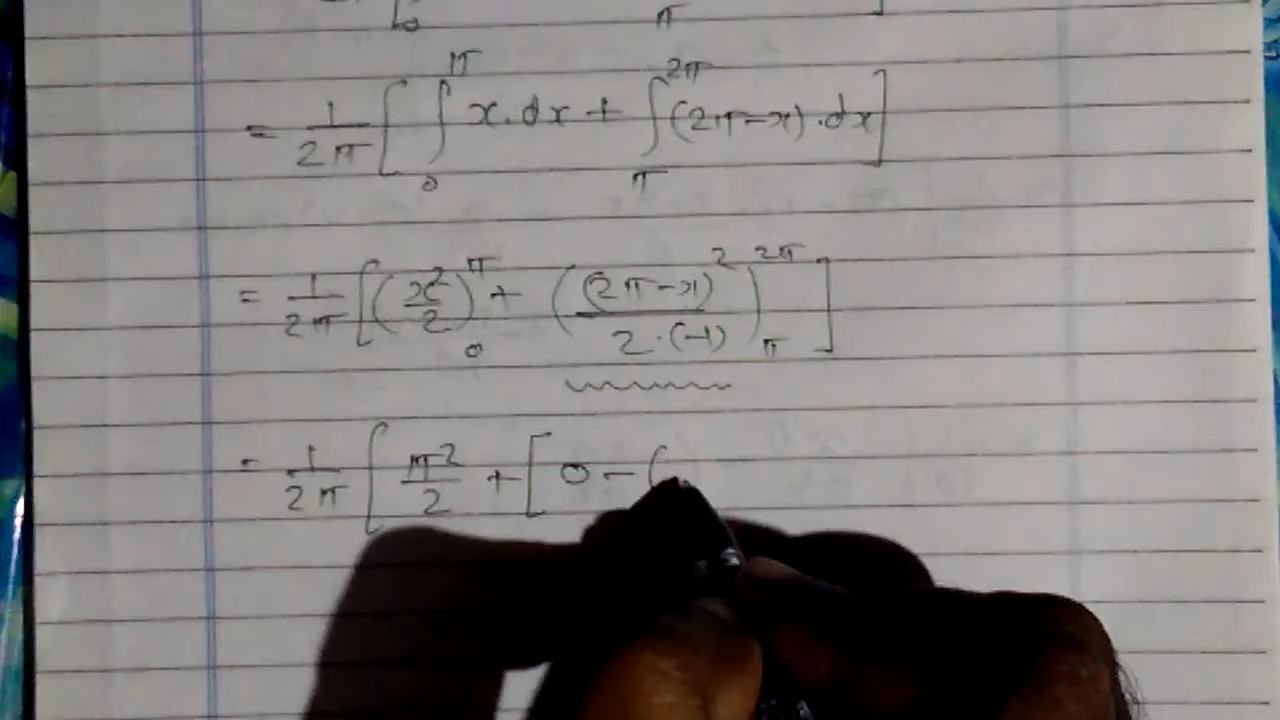 0 π ]
= 1/2π [ ∫₀^π x.dx + ∫_π^2π (2π-x).dx ]
= 1/2π [ (x²/2)₀^π + ((2π-x)²/2·(-1))_π^2π ]
= 1/2π [ π²/2 + [ 0 - (